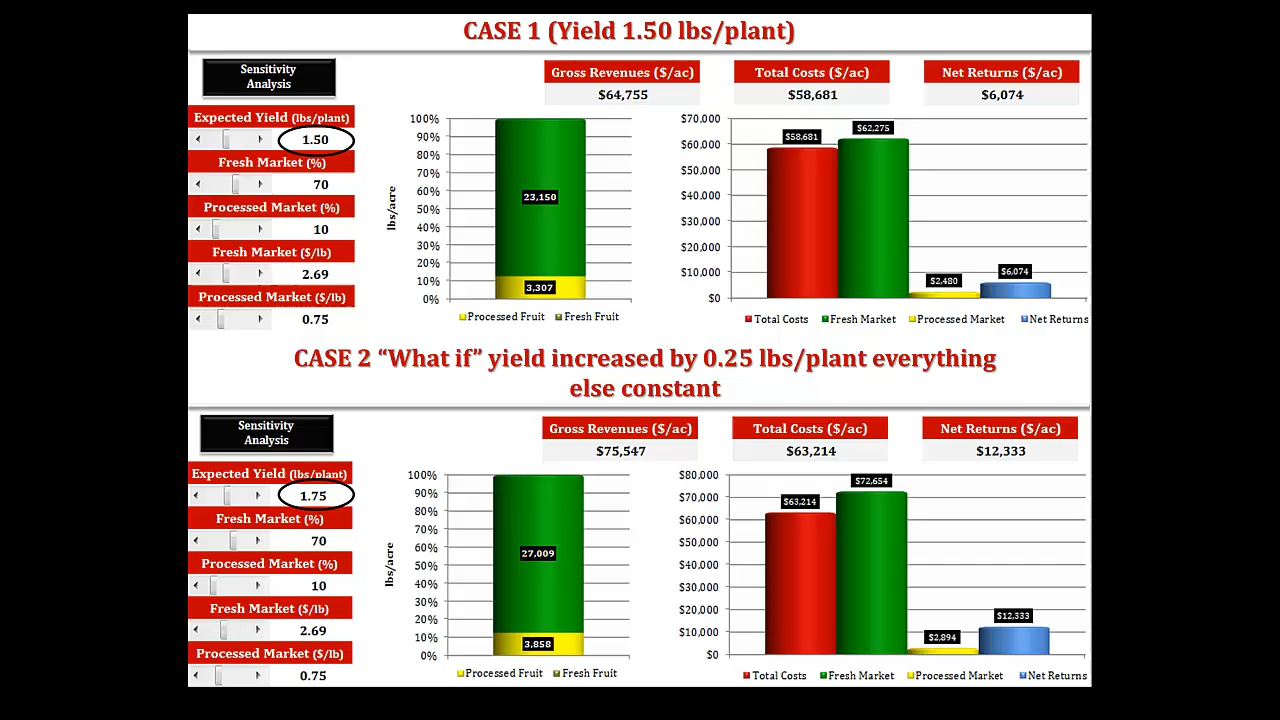 CASE 1 (Yield 1.50 lbs/plant)
Sensitivity
Analysis
Expected Yield (lbs/plant)
1.50
Fresh Market (%)
70
Processed Market (%)
10
Fresh Market ($/lb)
2.69
Processed Market ($/lb)
0.75
Gross Revenues ($/ac)
$64,755
Total Costs ($/ac)
$58,681
Net Returns ($/ac)
$6,074
100%
90%
80%
70%
60%
50%
40%
30%
20%
10%
0%
lbs/acre
23,150
3,307
Processed Fruit Fresh Fruit
$70,000
$60,000
$50,000
$40,000
$30,000
$20,000
$10,000
$0
$58,681
$62,275
$2,480
$6,074
Total Costs Fresh Market Processed Market Net Returns
CASE 2 “What if” yield increased by 0.25 lbs/plant everything
else constant
Sensitivity
Analysis
Expected Yield (lbs/plant)
1.75
Fresh Market (%)
70
Processed Market (%)
10
Fresh Market ($/lb)
2.69
Processed Market ($/lb)
0.75
Gross Revenues ($/ac)
$75,547
Total Costs ($/ac)
$63,214
Net Returns ($/ac)
$12,333
100%
90%
80%
70%
60%
50%
40%
30%
20%
10%
0%
lbs/acre
27,009
3,858
Processed Fruit Fresh Fruit
$80,000
$70,000
$60,000
$50,000
$40,000
$30,000
$20,000
$10,000
$0
$63,214
$72,654
$2,894
$12,333
Total Costs Fresh Market Processed Market Net Returns